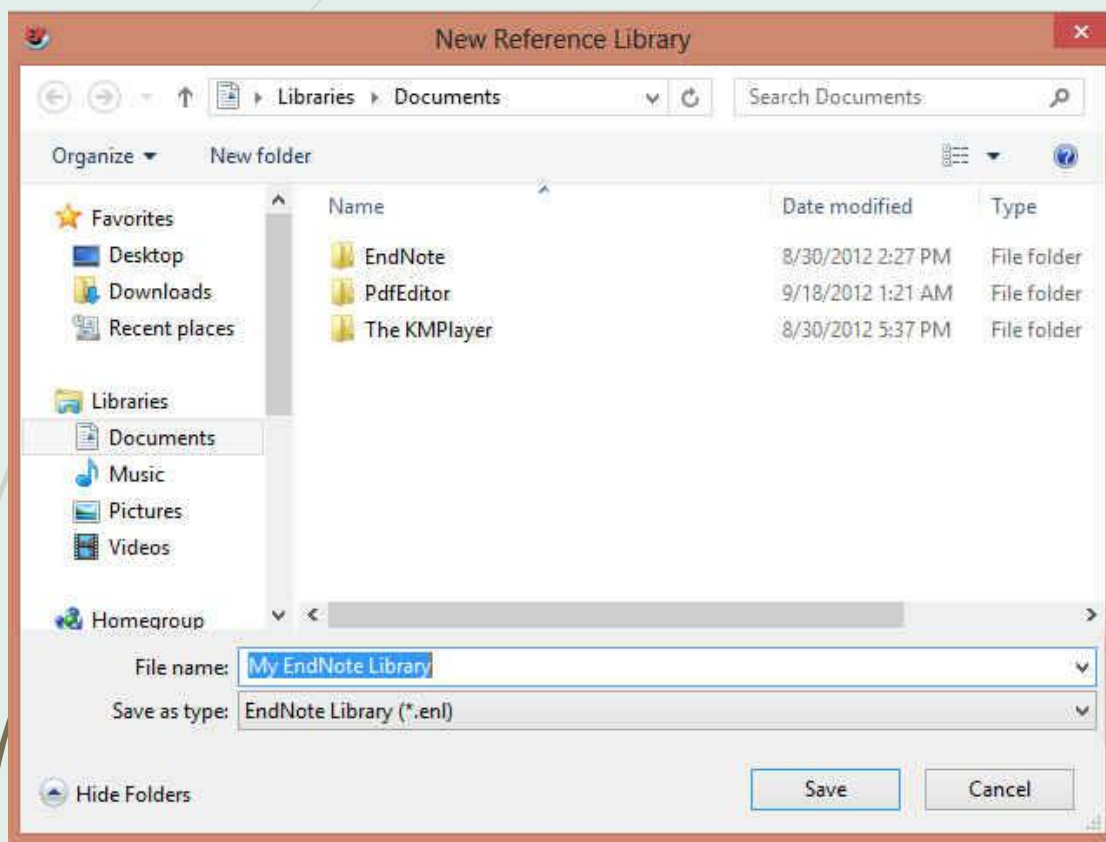 New Reference Library
Libraries Documents
Search Documents
Organize New folder
Favorites
Desktop
Downloads
Recent places
Libraries
Documents
Music
Pictures
Videos
Homegroup
Name Date modified Type
EndNote 8/30/2012 2:27 PM File folder
PdfEditor 9/18/2012 1:21 AM File folder
The KMPlayer 8/30/2012 5:37 PM File folder
File name: My EndNote Library
Save as type: EndNote Library (*.enl)
Hide Folders
Save Cancel